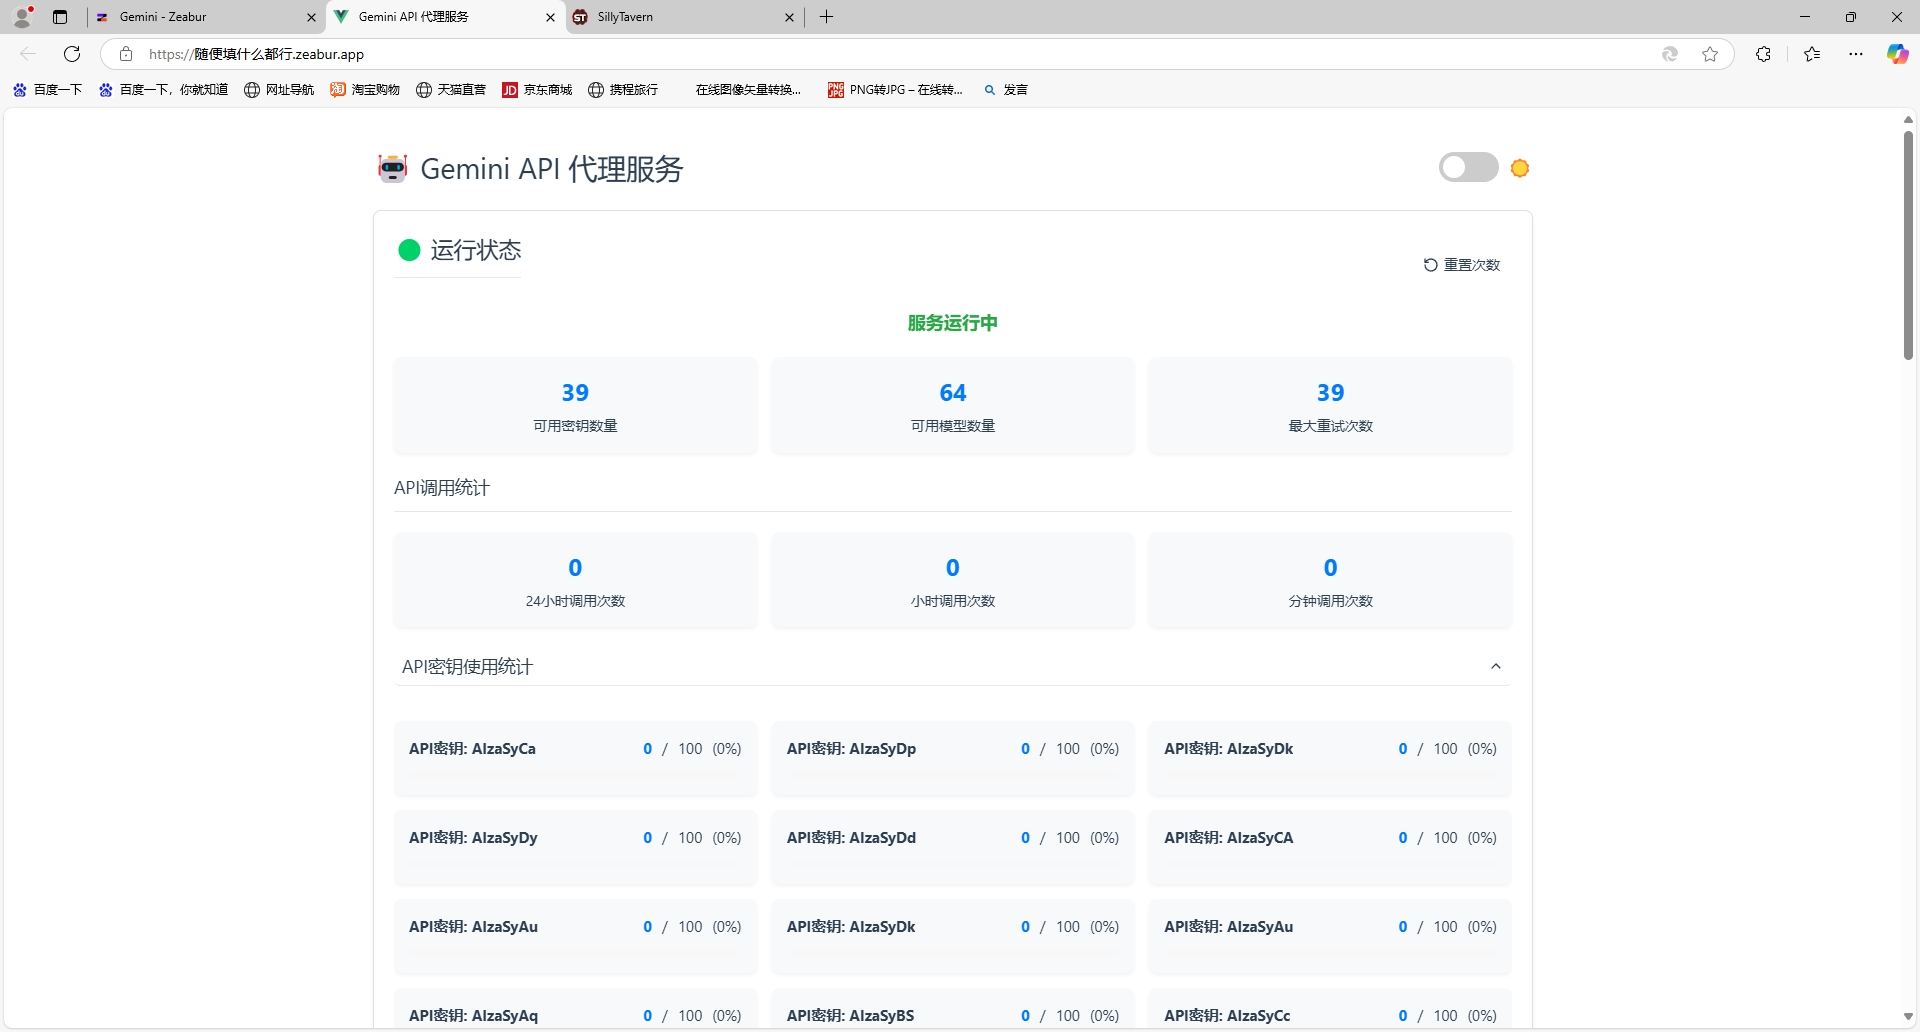 Gemini - Zeabur
Gemini API 代理服务
SillyTavern
https://随便填什么都行.zeabur.app
百度一下
百度一下，你就知道
网址导航
淘宝购物
天猫直营
京东商城
携程旅行
在线图像矢量转换...
PNG转JPG – 在线转...
发言
Gemini API 代理服务
运行状态
重置次数
服务运行中
39
可用密钥数量
64
可用模型数量
39
最大重试次数
API调用统计
0
24小时调用次数
0
小时调用次数
0
分钟调用次数
API密钥使用统计
API密钥: AIzaSyCa 0 / 100 (0%)
API密钥: AIzaSyDp 0 / 100 (0%)
API密钥: AIzaSyDk 0 / 100 (0%)
API密钥: AIzaSyDy 0 / 100 (0%)
API密钥: AIzaSyDd 0 / 100 (0%)
API密钥: AIzaSyCA 0 / 100 (0%)
API密钥: AIzaSyAu 0 / 100 (0%)
API密钥: AIzaSyDk 0 / 100 (0%)
API密钥: AIzaSyAu 0 / 100 (0%)
API密钥: AIzaSyAq 0 / 100 (0%)
API密钥: AIzaSyBS 0 / 100 (0%)
API密钥: AIzaSyCc 0 / 100 (0%)